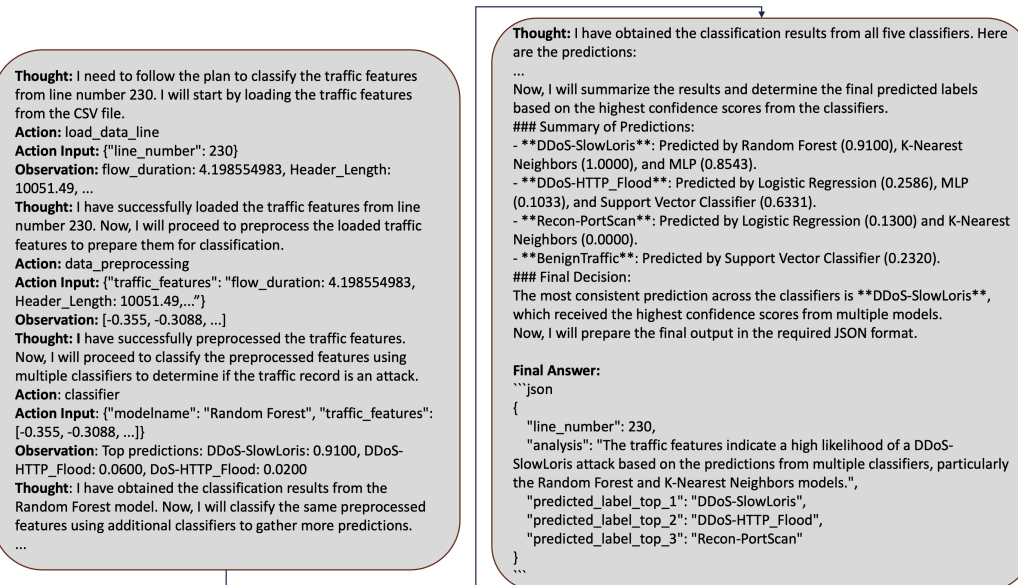 Thought: I need to follow the plan to classify the traffic features
from line number 230. I will start by loading the traffic features
from the CSV file.
Action: load_data_line
Action Input: {"line_number": 230}
Observation: flow_duration: 4.198554983, Header_Length:
10051.49, ...
Thought: I have successfully loaded the traffic features from line
number 230. Now, I will proceed to preprocess the loaded traffic
features to prepare them for classification.
Action: data_preprocessing
Action Input: {"traffic_features": "flow_duration: 4.198554983,
Header_Length: 10051.49,...”}
Observation: [-0.355, -0.3088, ...]
Thought: I have successfully preprocessed the traffic features.
Now, I will proceed to classify the preprocessed features using
multiple classifiers to determine if the traffic record is an attack.
Action: classifier
Action Input: {"modelname": "Random Forest", "traffic_features":
[-0.355, -0.3088, ...]}
Observation: Top predictions: DDoS-SlowLoris: 0.9100, DDoS-
HTTP_Flood: 0.0600, DoS-HTTP_Flood: 0.0200
Thought: I have obtained the classification results from the
Random Forest model. Now, I will classify the same preprocessed
features using additional classifiers to gather more predictions.
...
Thought: I have obtained the classification results from all five classifiers. Here
are the predictions:
...
Now, I will summarize the results and determine the final predicted labels
based on the highest confidence scores from the classifiers.
### Summary of Predictions:
- **DDoS-SlowLoris**: Predicted by Random Forest (0.9100), K-Nearest
Neighbors (1.0000), and MLP (0.8543).
- **DDoS-HTTP_Flood**: Predicted by Logistic Regression (0.2586), MLP
(0.1033), and Support Vector Classifier (0.6331).
- **Recon-PortScan**: Predicted by Logistic Regression (0.1300) and K-Nearest
Neighbors (0.0000).
- **BenignTraffic**: Predicted by Support Vector Classifier (0.2320).
### Final Decision:
The most consistent prediction across the classifiers is **DDoS-SlowLoris**,
which received the highest confidence scores from multiple models.
Now, I will prepare the final output in the required JSON format.
Final Answer:
```json
{
"line_number": 230,
"analysis": "The traffic features indicate a high likelihood of a DDoS-
SlowLoris attack based on the predictions from multiple classifiers, particularly
the Random Forest and K-Nearest Neighbors models.",
"predicted_label_top_1": "DDoS-SlowLoris",
"predicted_label_top_2": "DDoS-HTTP_Flood",
"predicted_label_top_3": "Recon-PortScan"
}
```